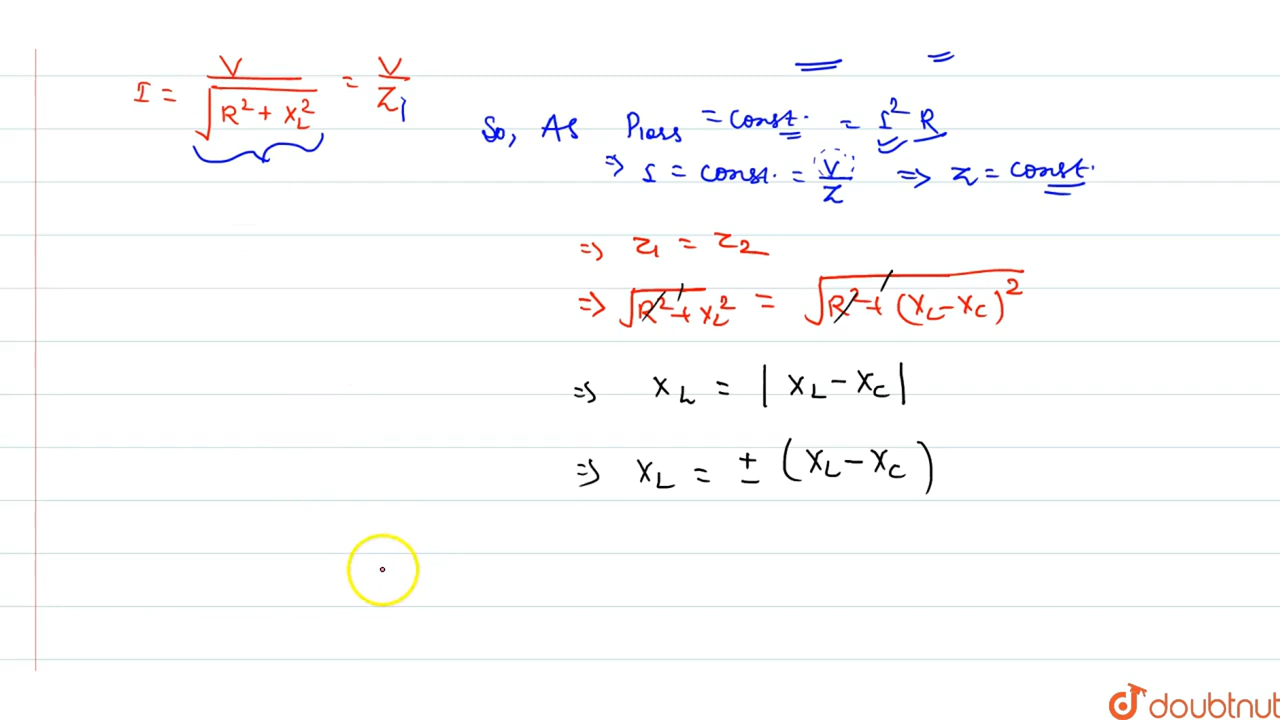 I = V / √(R² + X_L²) = V / Z₁
So, As Ploss = const. = I² R
⇒ I = const. = V / Z ⇒ Z = const.
⇒ Z₁ = Z₂
⇒ √(R² + X_L²) = √(R² + (X_L − X_C)²)
⇒ X_L = | X_L − X_C |
⇒ X_L = ± (X_L − X_C)
doubtnut